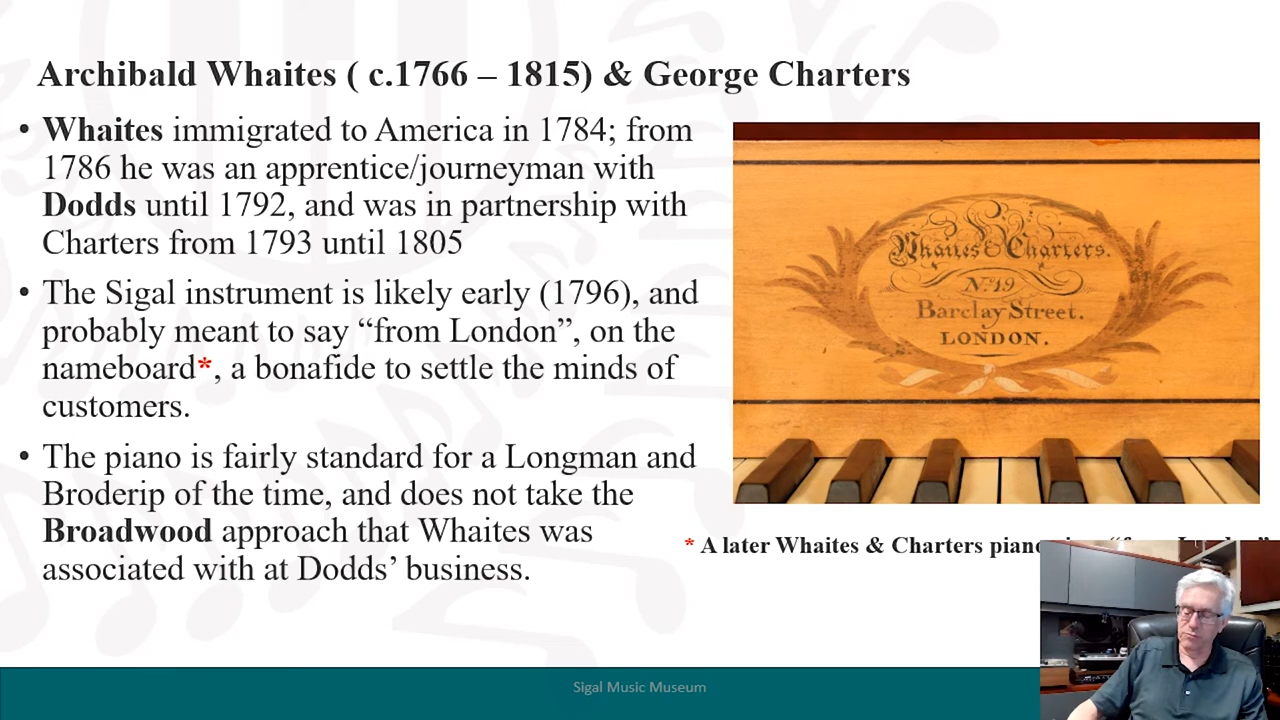 Archibald Whaites ( c.1766 – 1815) & George Charters
• Whaites immigrated to America in 1784; from
1786 he was an apprentice/journeyman with
Dodds until 1792, and was in partnership with
Charters from 1793 until 1805
• The Sigal instrument is likely early (1796), and
probably meant to say “from London”, on the
nameboard*, a bonafide to settle the minds of
customers.
• The piano is fairly standard for a Longman and
Broderip of the time, and does not take the
Broadwood approach that Whaites was
associated with at Dodds’ business.
Whaites & Charters.
No. 19
Barclay Street.
LONDON.
* A later Whaites & Charters piano
Sigal Music Museum